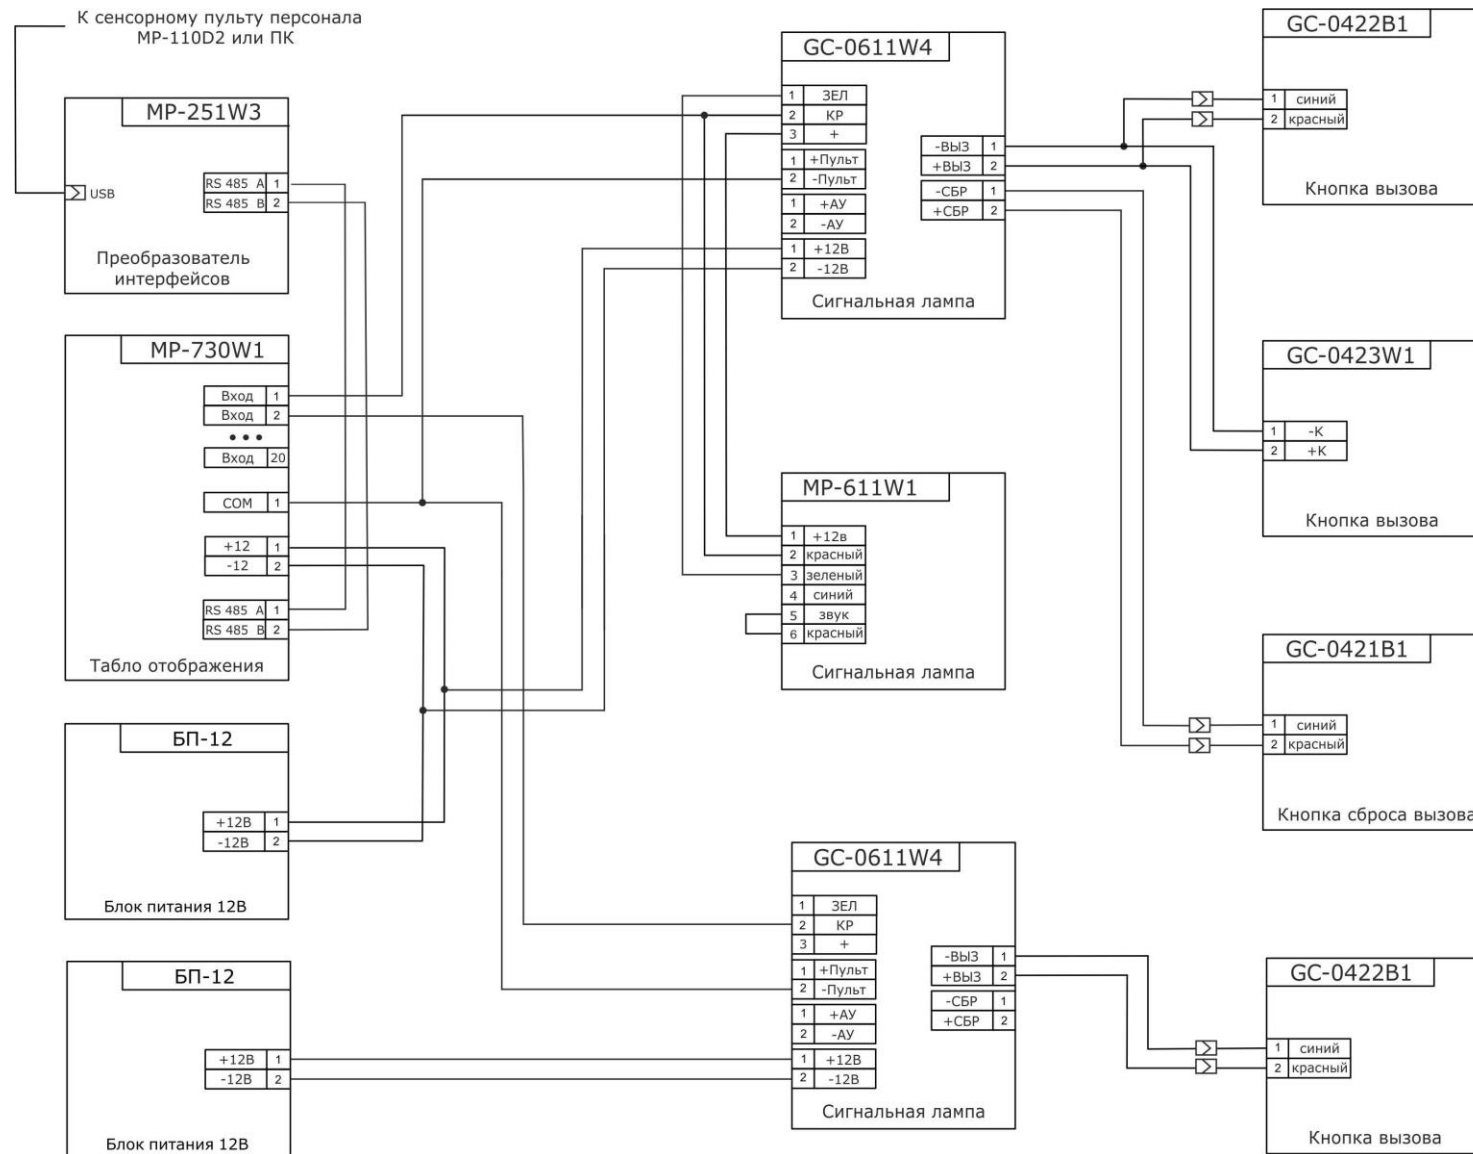 К сенсорному пульту персонала
МР-110D2 или ПК
MP-251W3
USB
RS 485 A 1
RS 485 B 2
Преобразователь
интерфейсов
MP-730W1
Вход 1
Вход 2
•••
Вход 20
COM 1
+12 1
-12 2
RS 485 A 1
RS 485 B 2
Табло отображения
БП-12
+12В 1
-12В 2
Блок питания 12В
БП-12
+12В 1
-12В 2
Блок питания 12В
GC-0611W4
1 ЗЕЛ
2 КР
3 +
1 +Пульт
2 -Пульт
1 +АУ
2 -АУ
1 +12В
2 -12В
-ВЫЗ 1
+ВЫЗ 2
-СБР 1
+СБР 2
Сигнальная лампа
MP-611W1
1 +12в
2 красный
3 зеленый
4 синий
5 звук
6 красный
Сигнальная лампа
GC-0611W4
1 ЗЕЛ
2 КР
3 +
1 +Пульт
2 -Пульт
1 +АУ
2 -АУ
1 +12В
2 -12В
-ВЫЗ 1
+ВЫЗ 2
-СБР 1
+СБР 2
Сигнальная лампа
GC-0422B1
1 синий
2 красный
Кнопка вызова
GC-0423W1
1 -К
2 +К
Кнопка вызова
GC-0421B1
1 синий
2 красный
Кнопка сброса вызова
GC-0422B1
1 синий
2 красный
Кнопка вызова